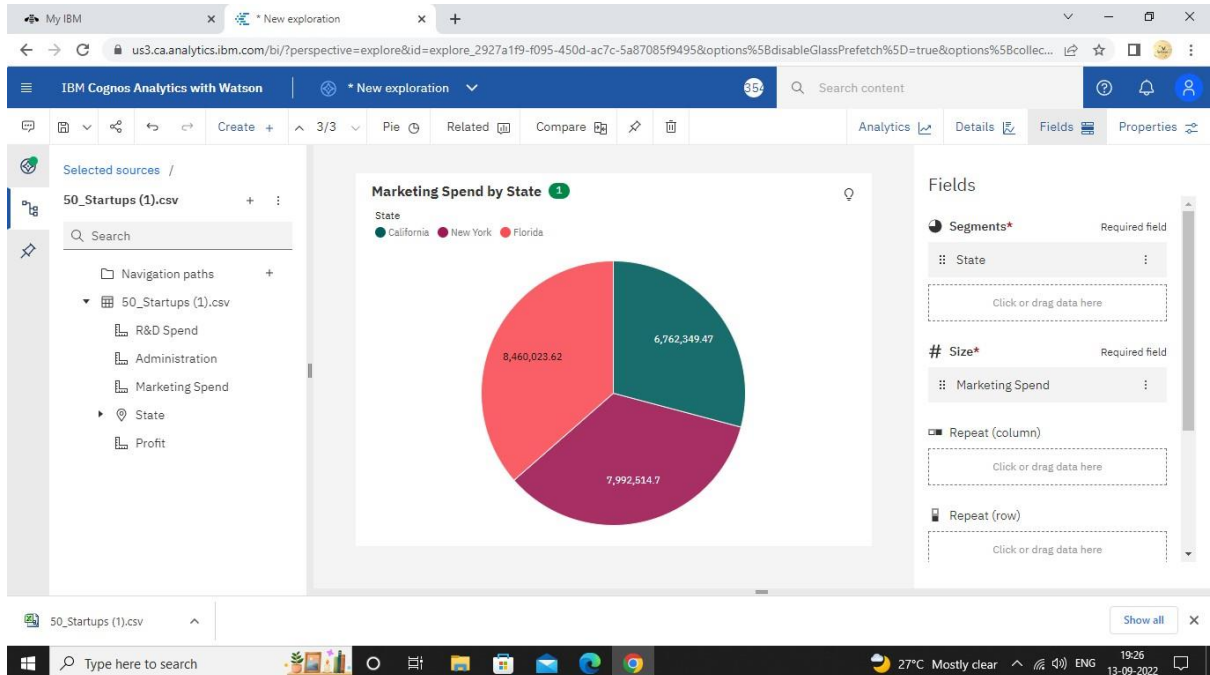 My IBM
* New exploration
us3.ca.analytics.ibm.com/bi/?perspective=explore&id=explore_2927a1f9-f095-450d-ac7c-5a87085f9495&options%5BdisableGlassPrefetch%5D=true&options%5Bcollec...
IBM Cognos Analytics with Watson
* New exploration
354
Search content
Create +
3/3
Pie
Related
Compare
Analytics
Details
Fields
Properties
Selected sources /
50_Startups (1).csv
Search
Navigation paths
50_Startups (1).csv
R&D Spend
Administration
Marketing Spend
State
Profit
Marketing Spend by State 1
State
California New York Florida
6,762,349.47
8,460,023.62
7,992,514.7
Fields
Segments* Required field
State
Click or drag data here
# Size* Required field
Marketing Spend
Repeat (column)
Click or drag data here
Repeat (row)
Click or drag data here
50_Startups (1).csv
Show all
Type here to search
27°C Mostly clear
ENG
19:26
13-09-2022